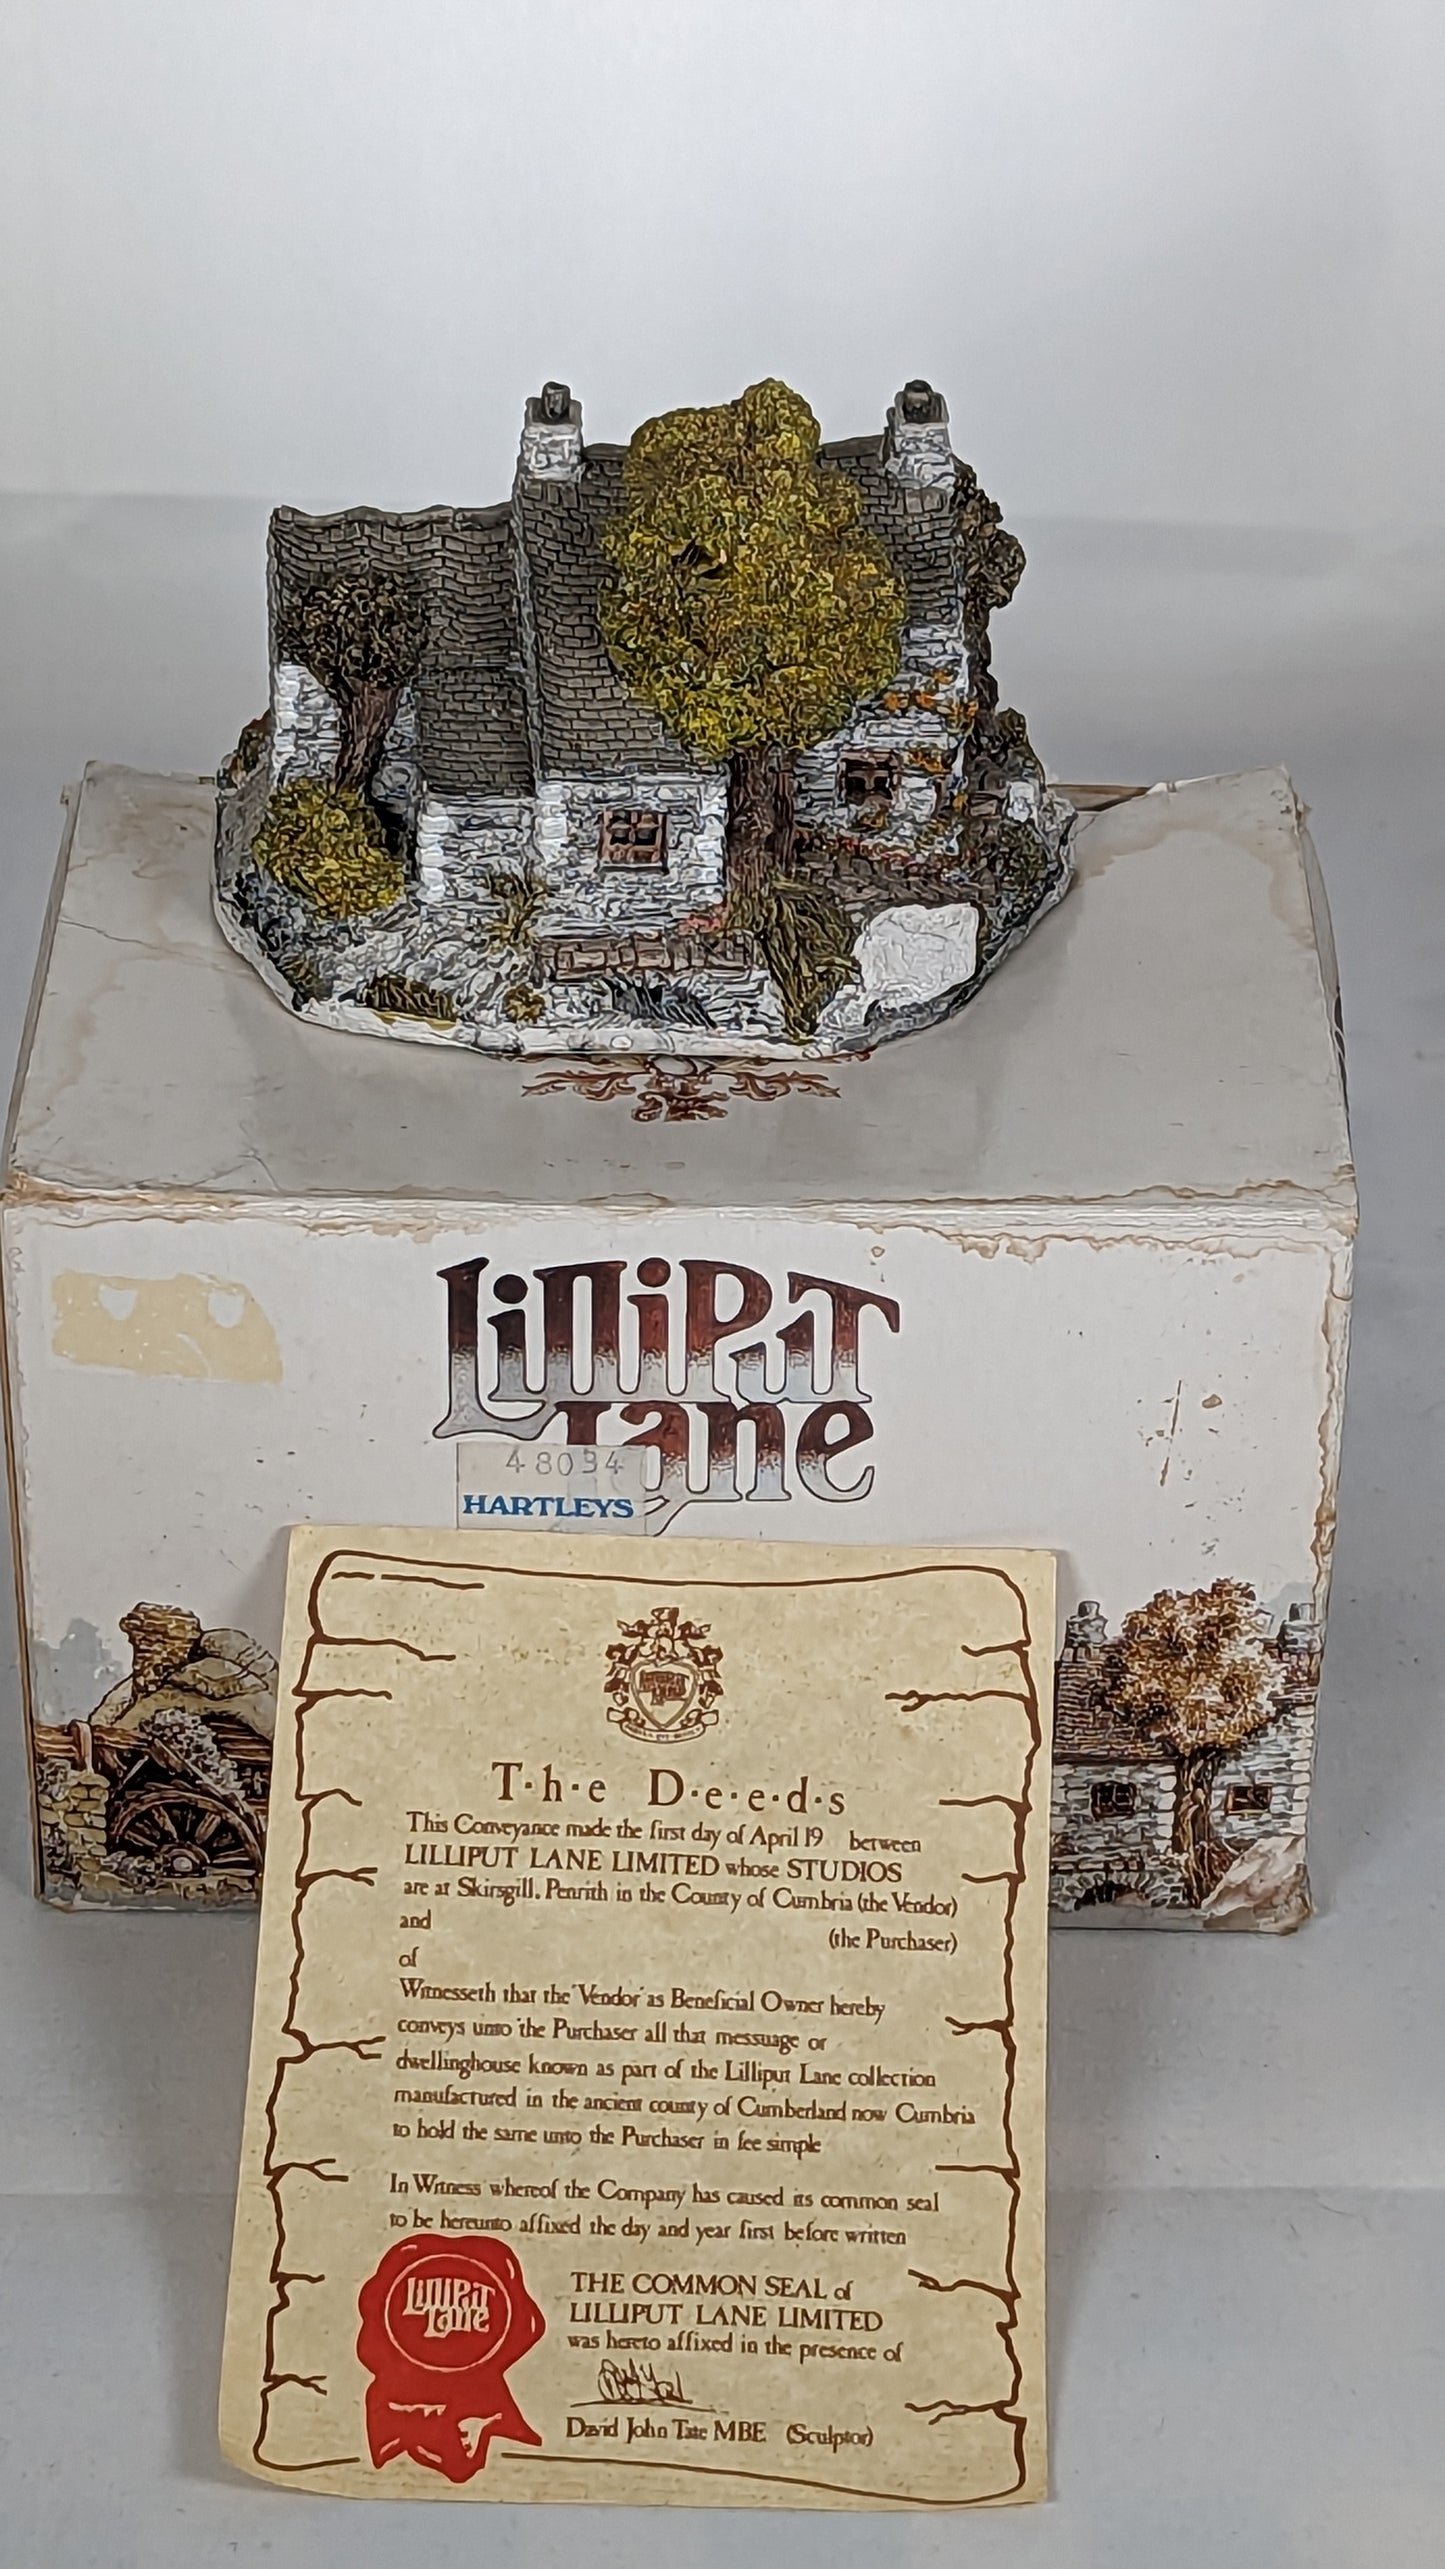 Lilliput
Lane
48034
HARTLEYS
T·h·e D·e·e·d·s
This Conveyance made the first day of April 19 between
LILLIPUT LANE LIMITED whose STUDIOS
are at Skirsgill, Penrith in the County of Cumbria (the Vendor)
and (the Purchaser)
of
Witnesseth that the 'Vendor' as Beneficial Owner hereby
conveys unto the Purchaser all that messuage or
dwellinghouse known as part of the Lilliput Lane collection
manufactured in the ancient county of Cumberland now Cumbria
to hold the same unto the Purchaser in fee simple
In Witness whereof the Company has caused its common seal
to be hereunto affixed the day and year first before written
Lilliput
Lane
THE COMMON SEAL of
LILLIPUT LANE LIMITED
was hereto affixed in the presence of
David John Tate MBE (Sculptor)